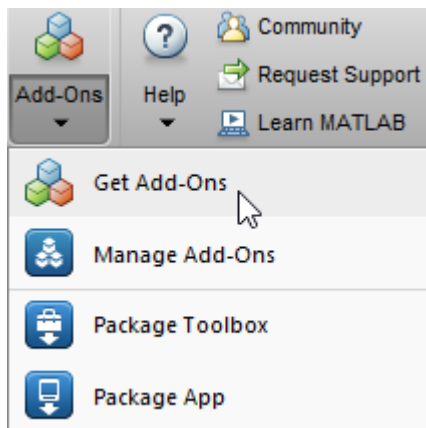 Add-Ons
Help
Community
Request Support
Learn MATLAB
Get Add-Ons
Manage Add-Ons
Package Toolbox
Package App